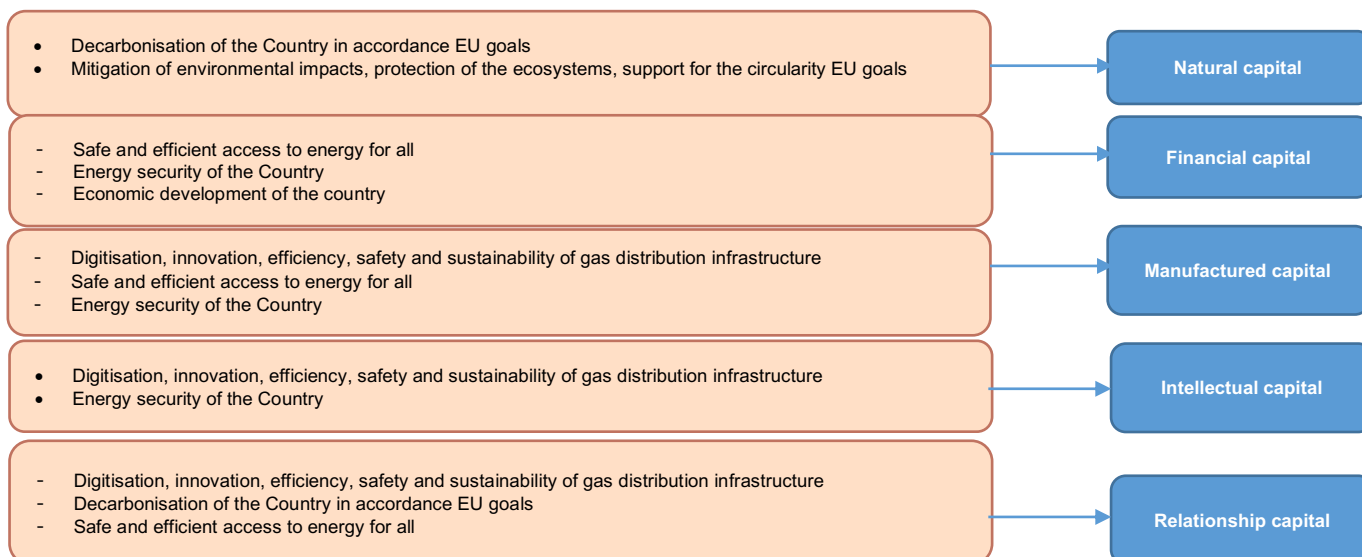 • Decarbonisation of the Country in accordance EU goals
• Mitigation of environmental impacts, protection of the ecosystems, support for the circularity EU goals
Natural capital
- Safe and efficient access to energy for all
- Energy security of the Country
- Economic development of the country
Financial capital
- Digitisation, innovation, efficiency, safety and sustainability of gas distribution infrastructure
- Safe and efficient access to energy for all
- Energy security of the Country
Manufactured capital
• Digitisation, innovation, efficiency, safety and sustainability of gas distribution infrastructure
• Energy security of the Country
Intellectual capital
- Digitisation, innovation, efficiency, safety and sustainability of gas distribution infrastructure
- Decarbonisation of the Country in accordance EU goals
- Safe and efficient access to energy for all
Relationship capital